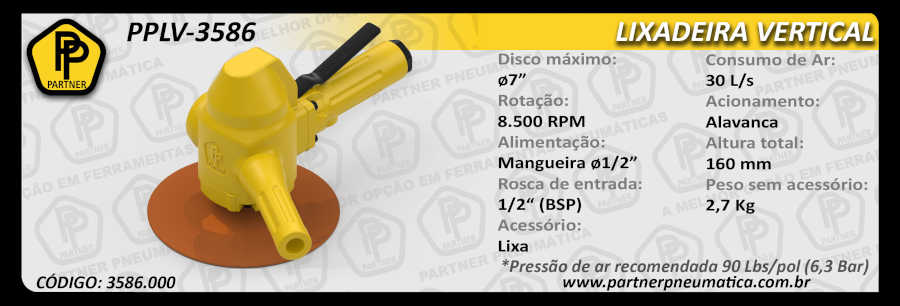 PPLV-3586
LIXADEIRA VERTICAL
PP
PARTNER
Disco máximo:
ø7”
Rotação:
8.500 RPM
Alimentação:
Mangueira ø1/2”
Rosca de entrada:
1/2“ (BSP)
Acessório:
Lixa
Consumo de Ar:
30 L/s
Acionamento:
Alavanca
Altura total:
160 mm
Peso sem acessório:
2,7 Kg
*Pressão de ar recomendada 90 Lbs/pol (6,3 Bar)
CÓDIGO: 3586.000
www.partnerpneumatica.com.br